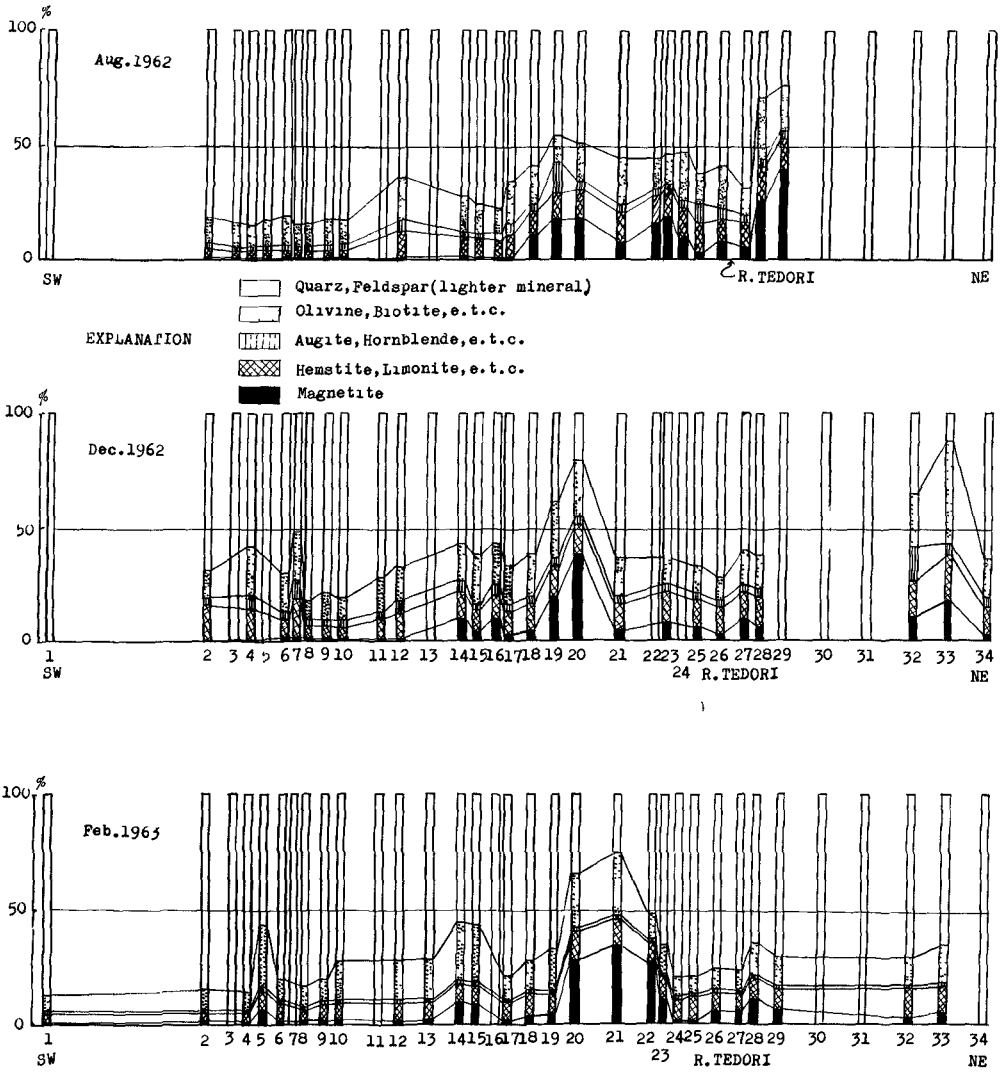 %
100
Aug.1962
50
0
SW R.TEDORI NE
EXPLANATION
Quarz,Feldspar(lighter mineral)
Olivine,Biotite,e.t.c.
Augite,Hornblende,e.t.c.
Hemstite,Limonite,e.t.c.
Magnetite
%
100
Dec.1962
50
0
1 2 3 4 5 6 7 8 9 10 11 12 13 14 15 16 17 18 19 20 21 22 23 24 25 26 27 28 29 30 31 32 33 34
SW R.TEDORI NE
%
100
Feb.1963
50
0
1 2 3 4 5 6 7 8 9 10 11 12 13 14 15 16 17 18 19 20 21 22 23 24 25 26 27 28 29 30 31 32 33 34
SW R.TEDORI NE